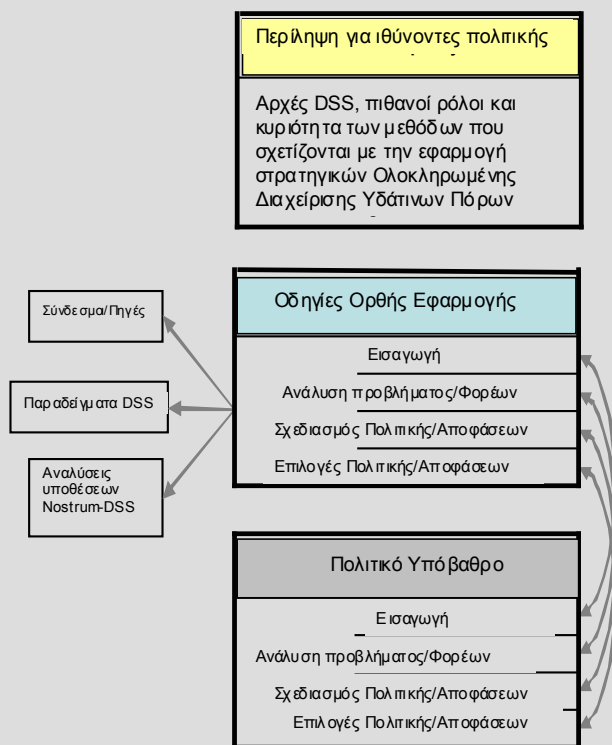 Περίληψη για ιθύνοντες πολιτικής
Αρχές DSS, πιθανοί ρόλοι και
κυριότητα των μεθόδων που
σχετίζονται με την εφαρμογή
στρατηγικών Ολοκληρωμένης
Διαχείρισης Υδάτινων Πόρων
Οδηγίες Ορθής Εφαρμογής
Εισαγωγή
Ανάλυση προβλήματος/Φορέων
Σχεδιασμός Πολιτικής/Αποφάσεων
Επιλογές Πολιτικής/Αποφάσεων
Σύνδεσμα/Πηγές
Παραδείγματα DSS
Αναλύσεις
υποθέσεων
Nostrum-DSS
Πολιτικό Υπόβαθρο
Εισαγωγή
Ανάλυση προβλήματος/Φορέων
Σχεδιασμός Πολιτικής/Αποφάσεων
Επιλογές Πολιτικής/Αποφάσεων